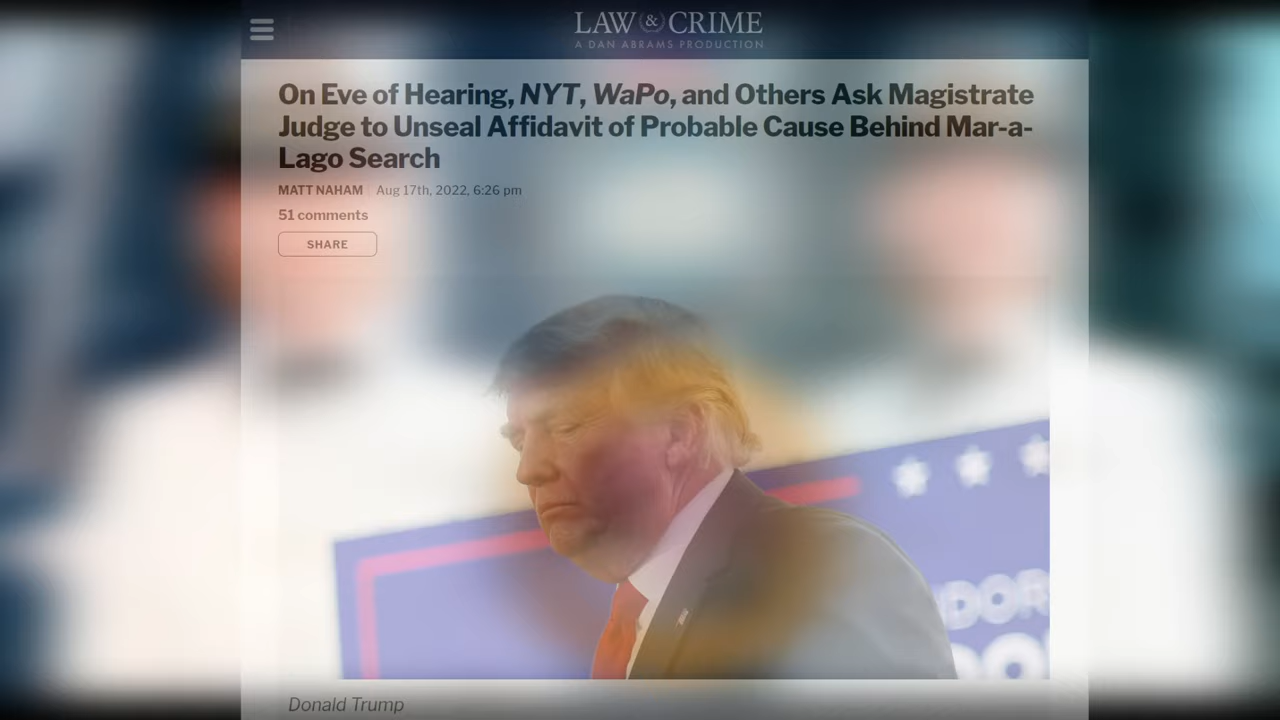 LAW & CRIME
A DAN ABRAMS PRODUCTION
On Eve of Hearing, NYT, WaPo, and Others Ask Magistrate
Judge to Unseal Affidavit of Probable Cause Behind Mar-a-
Lago Search
MATT NAHAM Aug 17th, 2022, 6:26 pm
51 comments
SHARE
Donald Trump